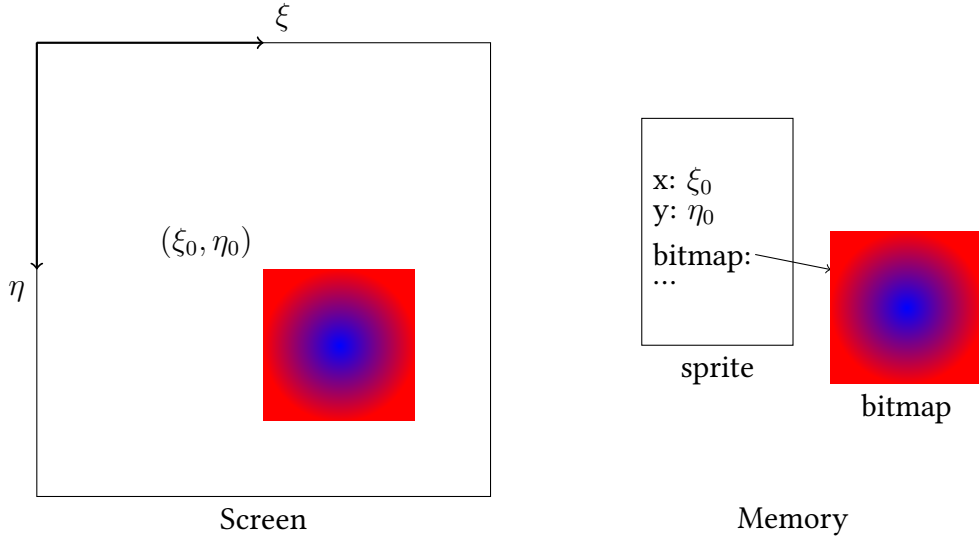 ξ
(ξ₀, η₀)
η
Screen
x: ξ₀
y: η₀
bitmap:
...
sprite
bitmap
Memory